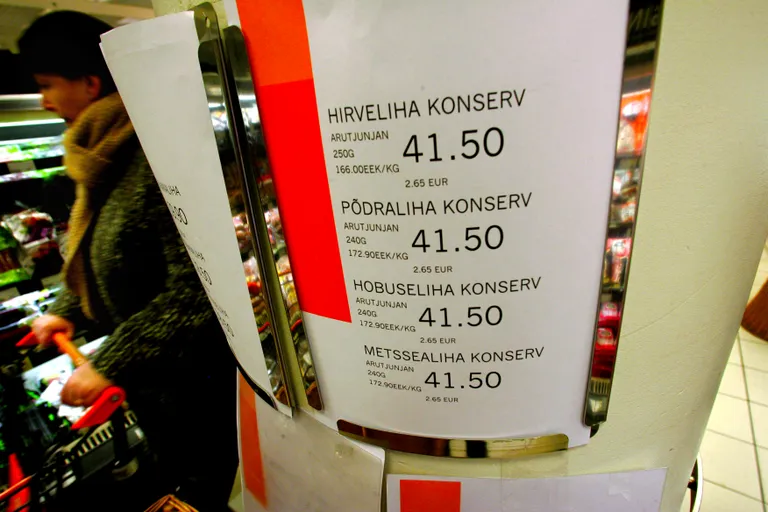 HIRVELIHA KONSERV
ARUTJUNJAN
250G
41.50
166.00EEK/KG
2.65 EUR
PÕDRALIHA KONSERV
ARUTJUNJAN
240G
41.50
172.90EEK/KG
2.65 EUR
HOBUSELIHA KONSERV
ARUTJUNJAN
240G
41.50
172.90EEK/KG
2.65 EUR
METSSEALIHA KONSERV
ARUTJUNJAN
240G
41.50
172.90EEK/KG
2.65 EUR